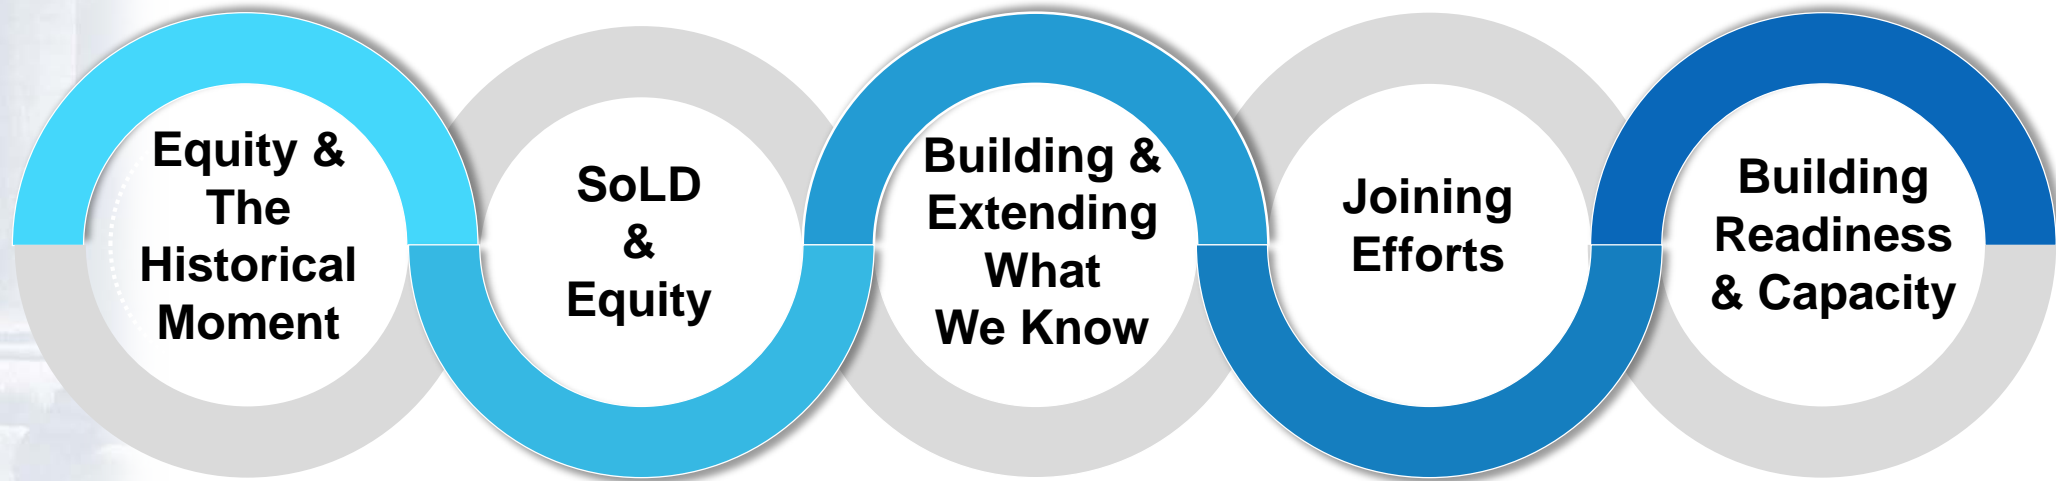 Equity &
The
Historical
Moment
SoLD
&
Equity
Building &
Extending
What
We Know
Joining
Efforts
Building
Readiness
& Capacity